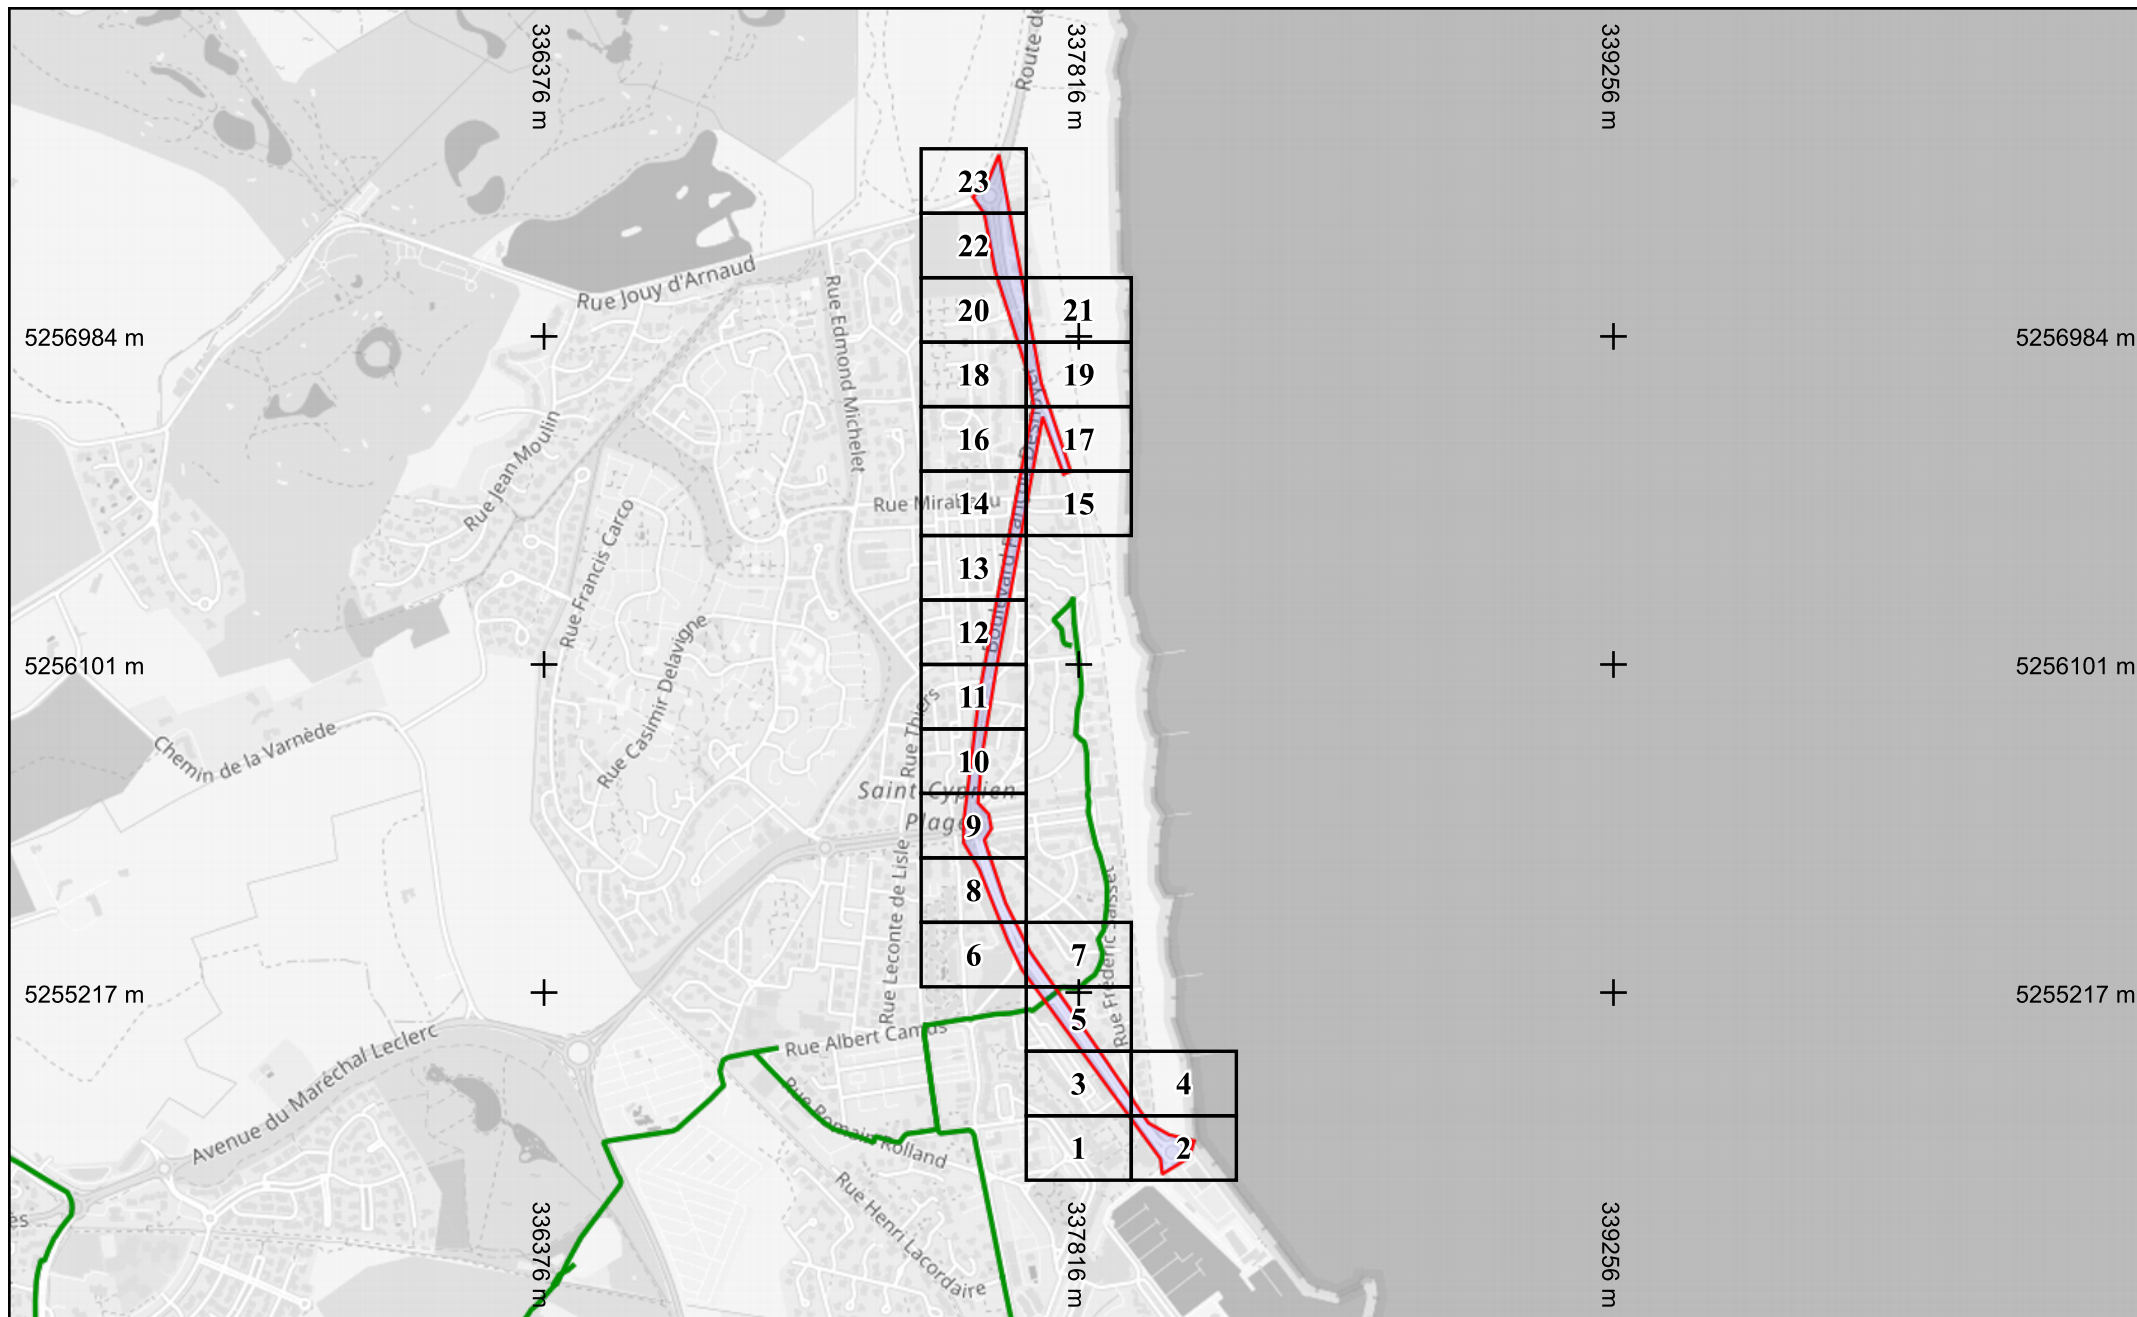 336376 m
337816 m
339256 m
Route de
23
22
Rue Jouy d'Arnaud
Rue Edmond Michelet
20
21
5256984 m
5256984 m
18
19
Rue Jean Moulin
16
17
Rue Mirabeau
14
15
Rue Francis Carco
13
12
5256101 m
5256101 m
Rue Casimir Delavigne
11
Rue Thiers
Chemin de la Varnède
10
Saint-Cyprien
Plage
9
8
Rue Leconte de Lisle
6
7
5255217 m
5255217 m
5
Rue Albert Camus
Avenue du Maréchal Leclerc
3
4
Rue Romain Rolland
1
2
Rue Henri Lacordaire
336376 m
337816 m
339256 m